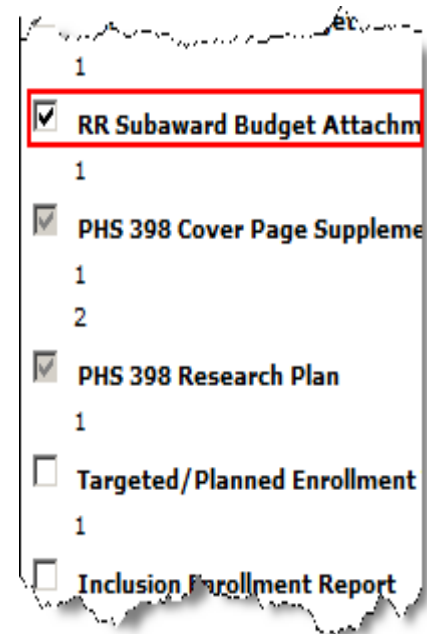 1
RR Subaward Budget Attachm
1
PHS 398 Cover Page Suppleme
1
2
PHS 398 Research Plan
1
Targeted/Planned Enrollment
1
Inclusion Enrollment Report